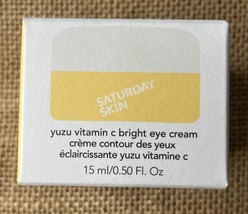 SATURDAY
SKIN
yuzu vitamin c bright eye cream
crème contour des yeux
éclaircissante yuzu vitamine c
15 ml/0.50 Fl. Oz